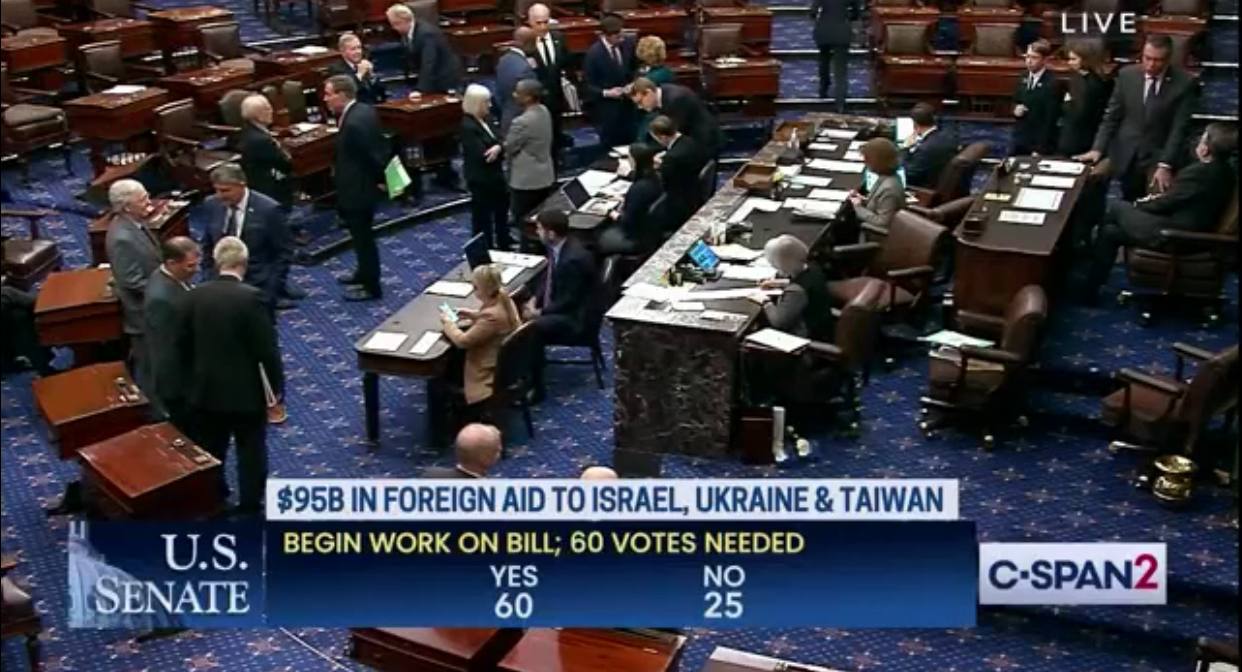 LIVE
$95B IN FOREIGN AID TO ISRAEL, UKRAINE & TAIWAN
U.S.
SENATE
BEGIN WORK ON BILL; 60 VOTES NEEDED
YES
NO
60
25
C-SPAN2